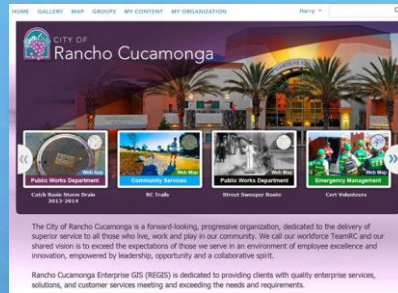 HOME GALLERY MAP GROUPS MY CONTENT MY ORGANIZATION Harry
CITY OF
Rancho Cucamonga
Web App Web Map Web Map Web Map
Public Works Department Community Services Public Works Department Emergency Management
Catch Basin Storm Drain RC Trails Street Sweeper Route Cert Volunteers
2013-2014
The City of Rancho Cucamonga is a forward-looking, progressive organization, dedicated to the delivery of
superior service to all those who live, work and play in our community. We call our workforce TeamRC and our
shared vision is to exceed the expectations of those we serve in an environment of employee excellence and
innovation, empowered by leadership, opportunity and a collaborative spirit.
Rancho Cucamonga Enterprise GIS (REGIS) is dedicated to providing clients with quality enterprise services,
solutions, and customer services meeting and exceeding the needs and requirements.